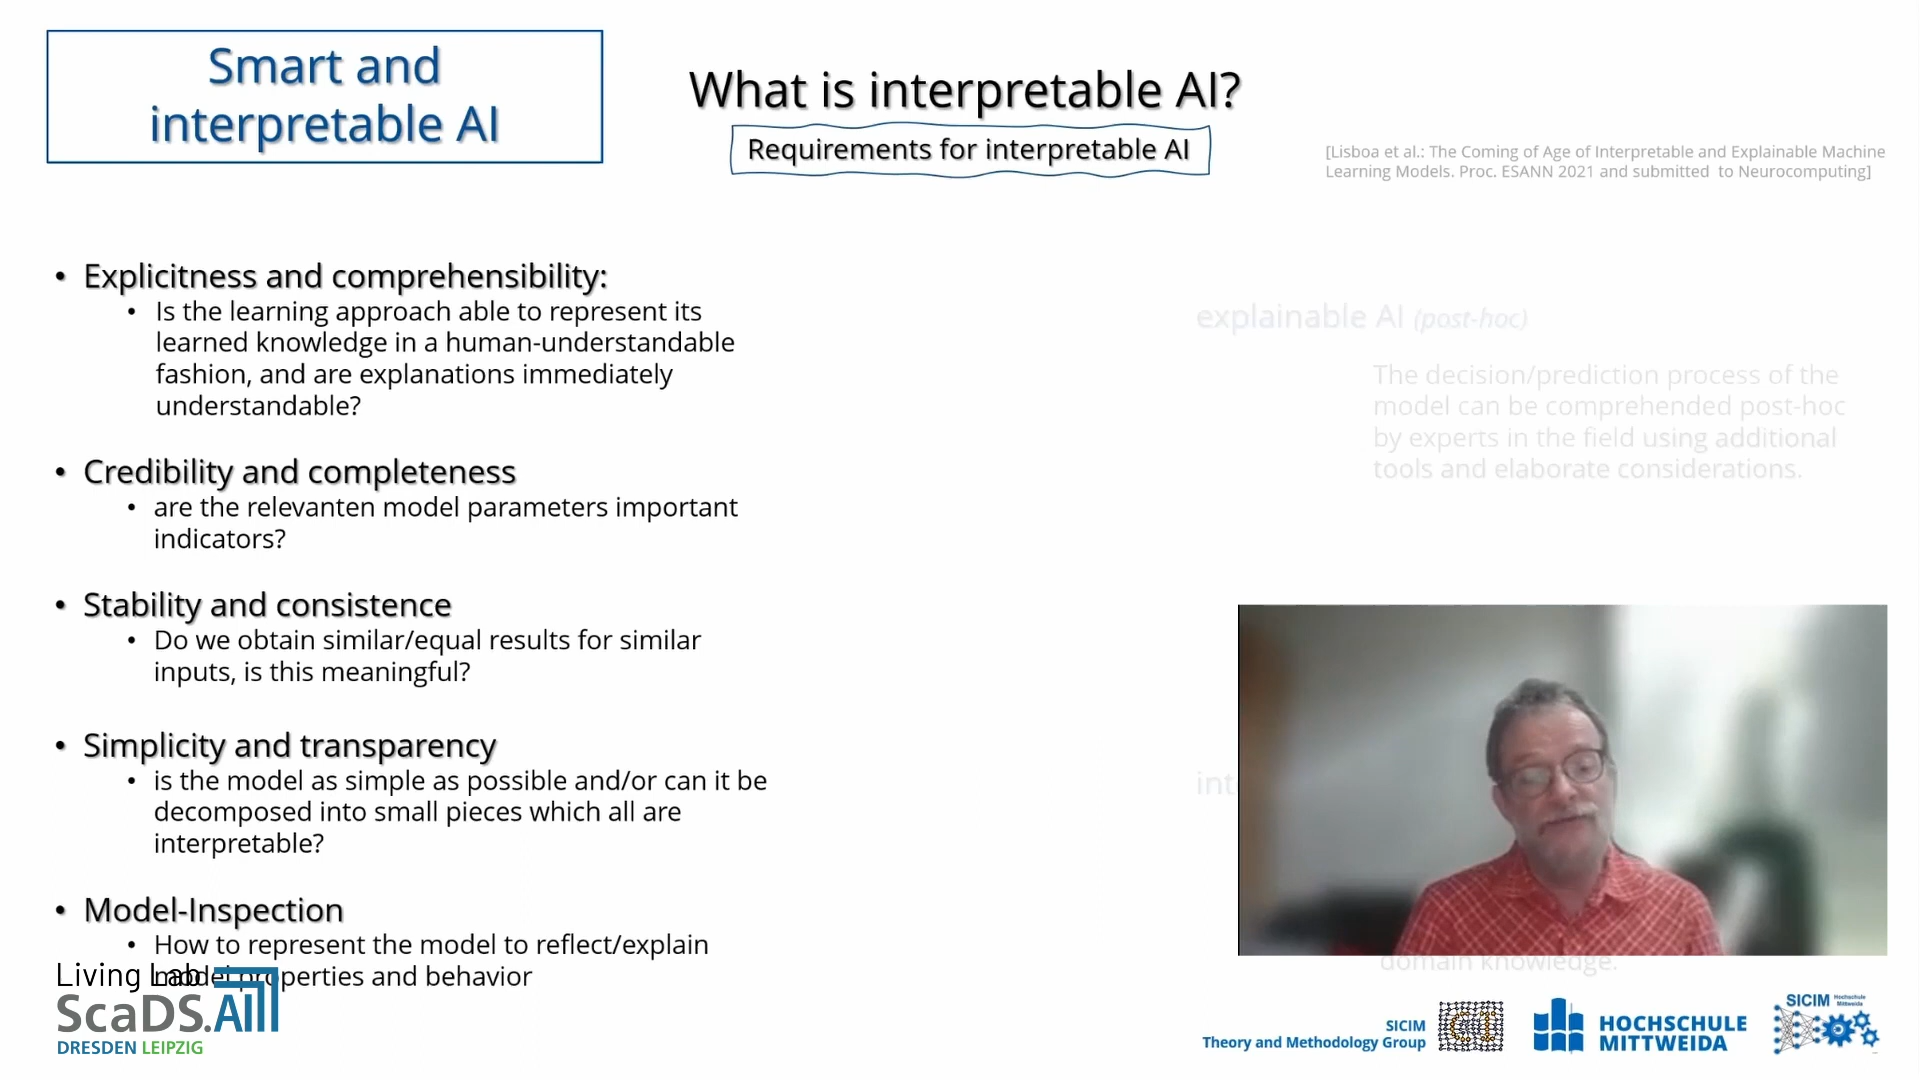 Smart and
interpretable AI
What is interpretable AI?
Requirements for interpretable AI
[Lisboa et al.: The Coming of Age of Interpretable and Explainable Machine
Learning Models. Proc. ESANN 2021 and submitted to Neurocomputing]
• Explicitness and comprehensibility:
• Is the learning approach able to represent its
learned knowledge in a human-understandable
fashion, and are explanations immediately
understandable?
• Credibility and completeness
• are the relevanten model parameters important
indicators?
• Stability and consistence
• Do we obtain similar/equal results for similar
inputs, is this meaningful?
• Simplicity and transparency
• is the model as simple as possible and/or can it be
decomposed into small pieces which all are
interpretable?
• Model-Inspection
• How to represent the model to reflect/explain
model properties and behavior
explainable AI (post-hoc)
The decision/prediction process of the
model can be comprehended post-hoc
by experts in the field using additional
tools and elaborate considerations.
domain knowledge.
Living Lab
ScaDS.AI
DRESDEN LEIPZIG
SICIM
Theory and Methodology Group
CI
HOCHSCHULE
MITTWEIDA
SICIM Hochschule
Mittweida